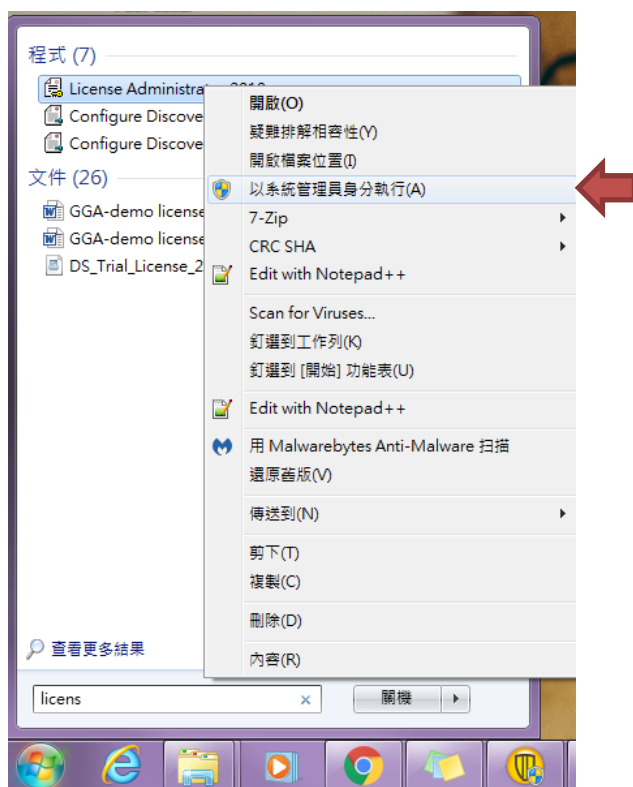 程式 (7)
License Administra
Configure Discove
Configure Discove
文件 (26)
GGA-demo license
GGA-demo license
DS_Trial_License_2
開啟(O)
疑難排解相容性(Y)
開啟檔案位置(I)
以系統管理員身分執行(A)
7-Zip
CRC SHA
Edit with Notepad++
Scan for Viruses...
釘選到工作列(K)
釘選到 [開始] 功能表(U)
Edit with Notepad++
用 Malwarebytes Anti-Malware 扫描
還原舊版(V)
傳送到(N)
剪下(T)
複製(C)
刪除(D)
內容(R)
查看更多結果
licens
關機